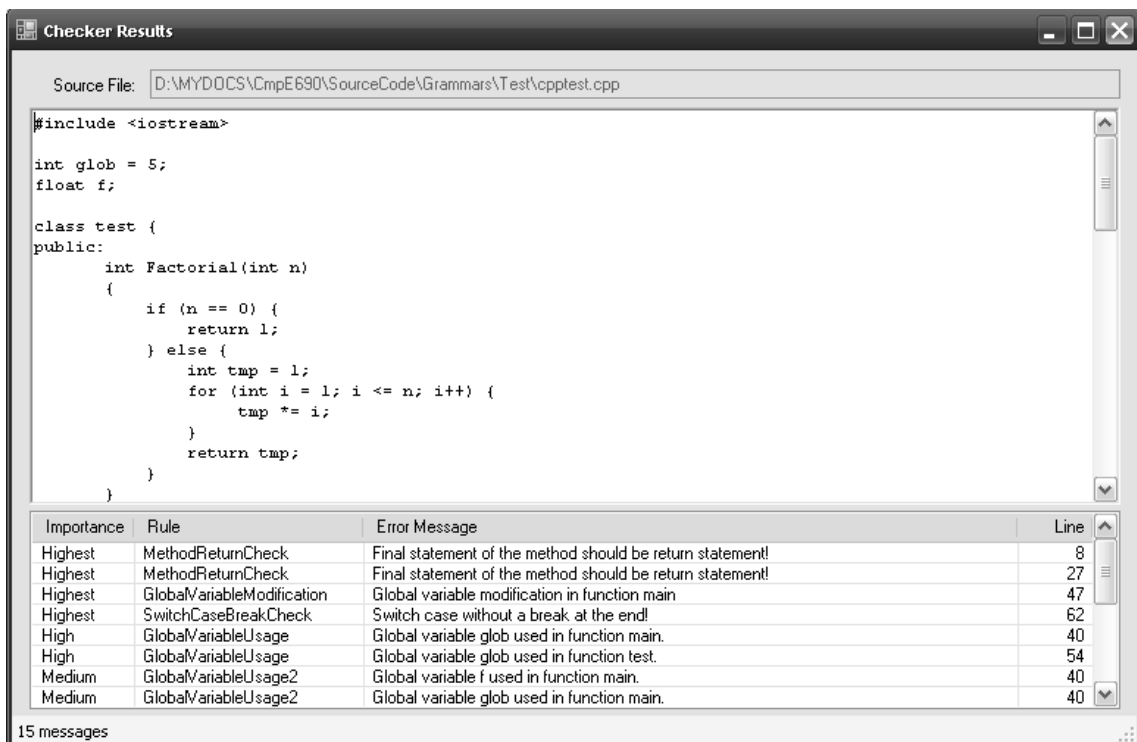 Checker Results
Source File: D:\MYDOCS\CmpE690\SourceCode\Grammars\Test\cpptest.cpp
#include <iostream>
int glob = 5;
float f;
class test {
public:
int Factorial(int n)
{
if (n == 0) {
return 1;
} else {
int tmp = 1;
for (int i = 1; i <= n; i++) {
tmp *= i;
}
return tmp;
}
}
Importance Rule Error Message Line
Highest MethodReturnCheck Final statement of the method should be return statement! 8
Highest MethodReturnCheck Final statement of the method should be return statement! 27
Highest GlobalVariableModification Global variable modification in function main 47
Highest SwitchCaseBreakCheck Switch case without a break at the end! 62
High GlobalVariableUsage Global variable glob used in function main. 40
High GlobalVariableUsage Global variable glob used in function test. 54
Medium GlobalVariableUsage2 Global variable f used in function main. 40
Medium GlobalVariableUsage2 Global variable glob used in function main. 40
15 messages